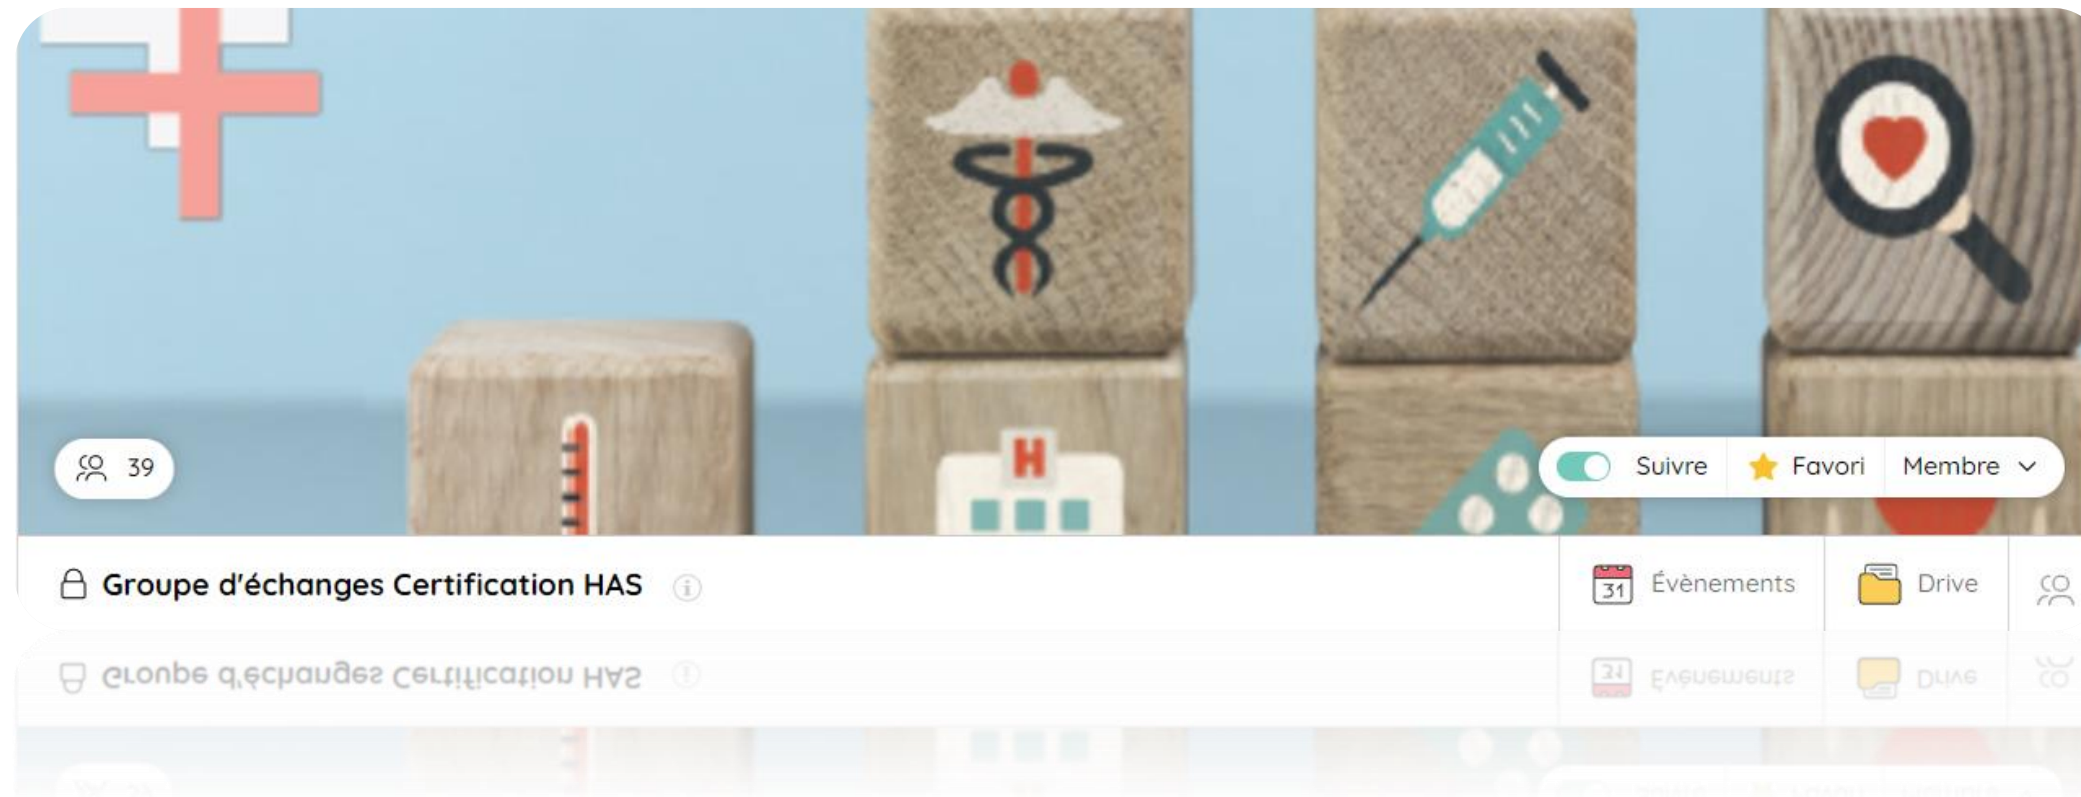 H
39
Suivre Favori Membre
Groupe d'échanges Certification HAS
31 Évènements Drive